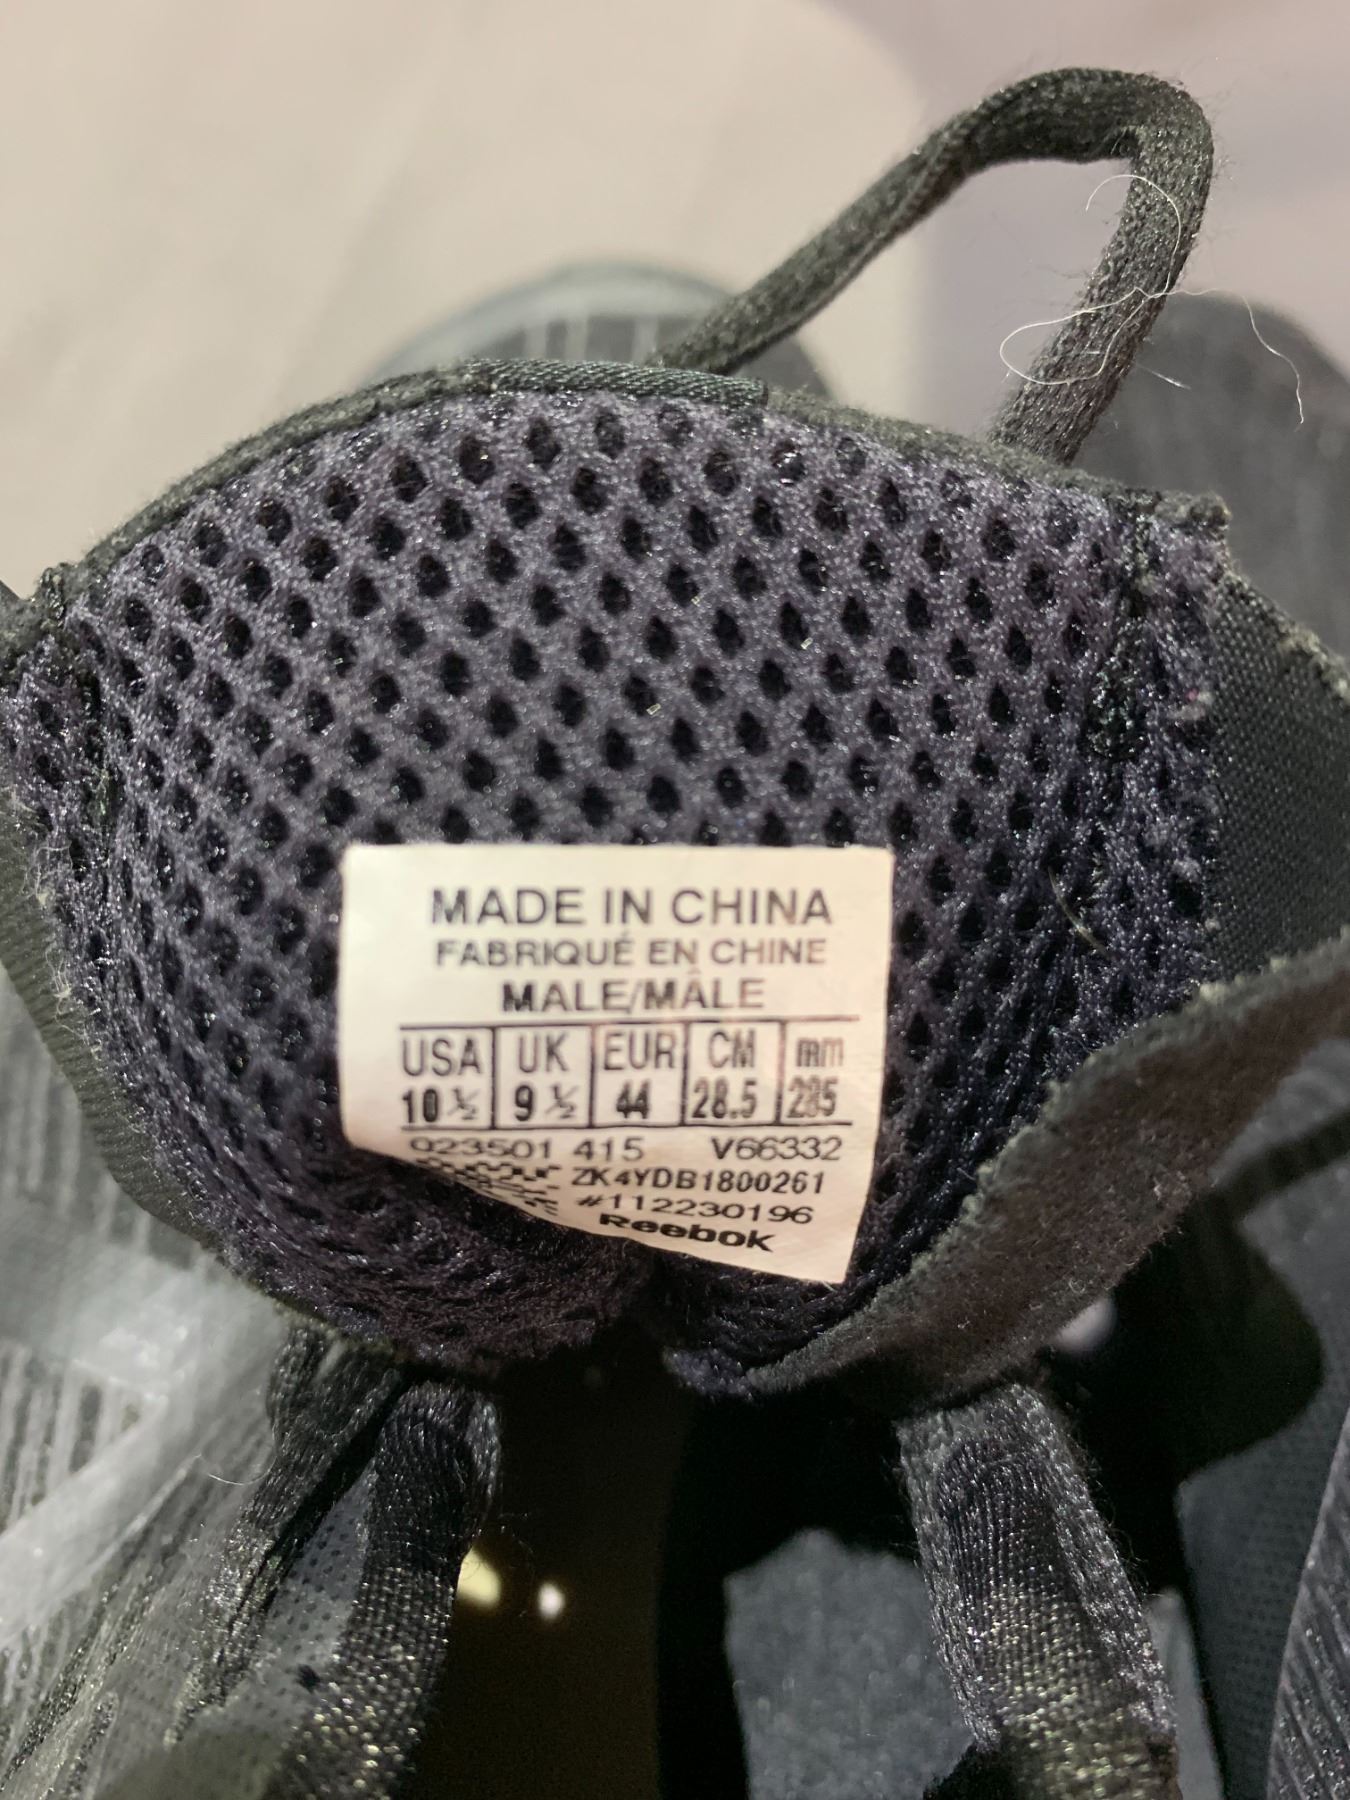 MADE IN CHINA
FABRIQUÉ EN CHINE
MALE/MÂLE
USA UK EUR CM mm
10 ½ 9 ½ 44 28.5 285
023501 415 V66332
ZK4YDB1800261
#112230196
Reebok